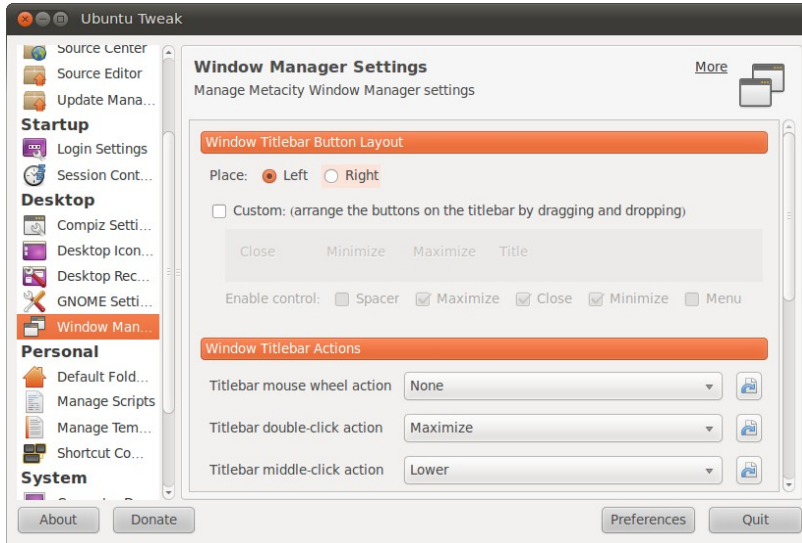 Ubuntu Tweak
Source Center
Source Editor
Update Mana...
Startup
Login Settings
Session Cont...
Desktop
Compiz Setti...
Desktop Icon...
Desktop Rec...
GNOME Setti...
Window Man...
Personal
Default Fold...
Manage Scripts
Manage Tem...
Shortcut Co...
System
Window Manager Settings
More
Manage Metacity Window Manager settings
Window Titlebar Button Layout
Place: Left Right
Custom: (arrange the buttons on the titlebar by dragging and dropping)
Close Minimize Maximize Title
Enable control: Spacer Maximize Close Minimize Menu
Window Titlebar Actions
Titlebar mouse wheel action None
Titlebar double-click action Maximize
Titlebar middle-click action Lower
About Donate Preferences Quit